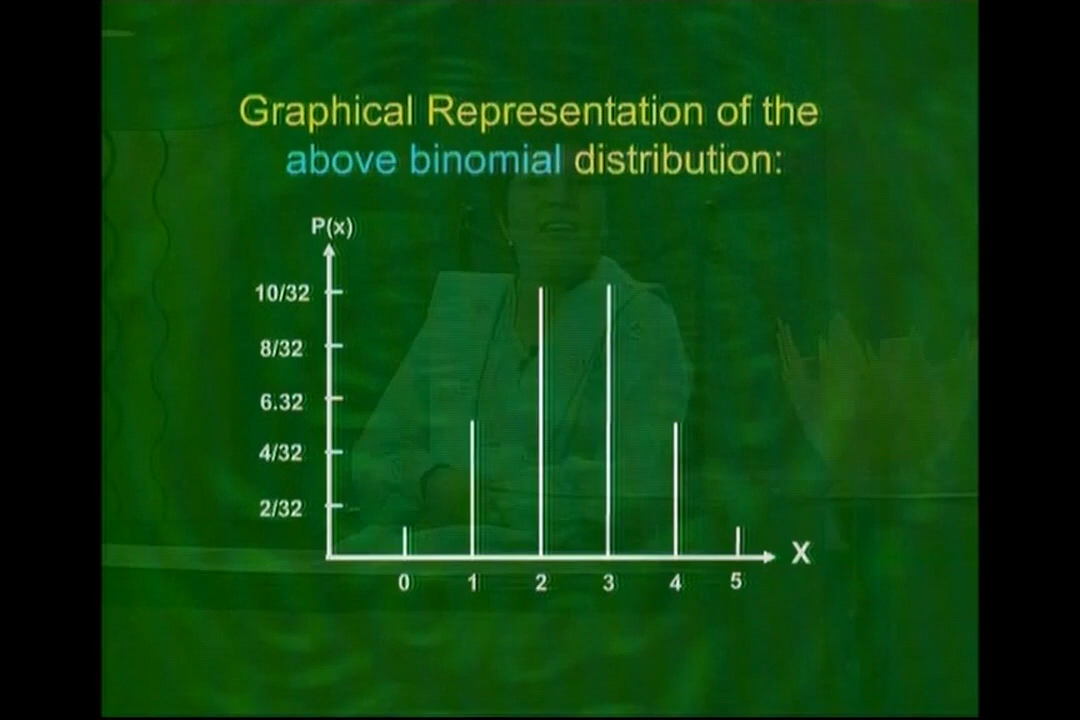 Graphical Representation of the
above binomial distribution:
P(x)
10/32
8/32
6.32
4/32
2/32
X
0 1 2 3 4 5